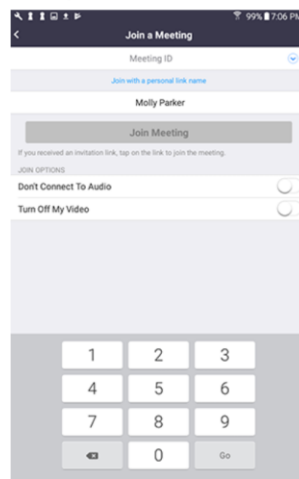 99% 7:06 PM
Join a Meeting
Meeting ID
Join with a personal link name
Molly Parker
Join Meeting
If you received an invitation link, tap on the link to join the meeting.
JOIN OPTIONS
Don't Connect To Audio
Turn Off My Video
1 2 3
4 5 6
7 8 9
0 Go